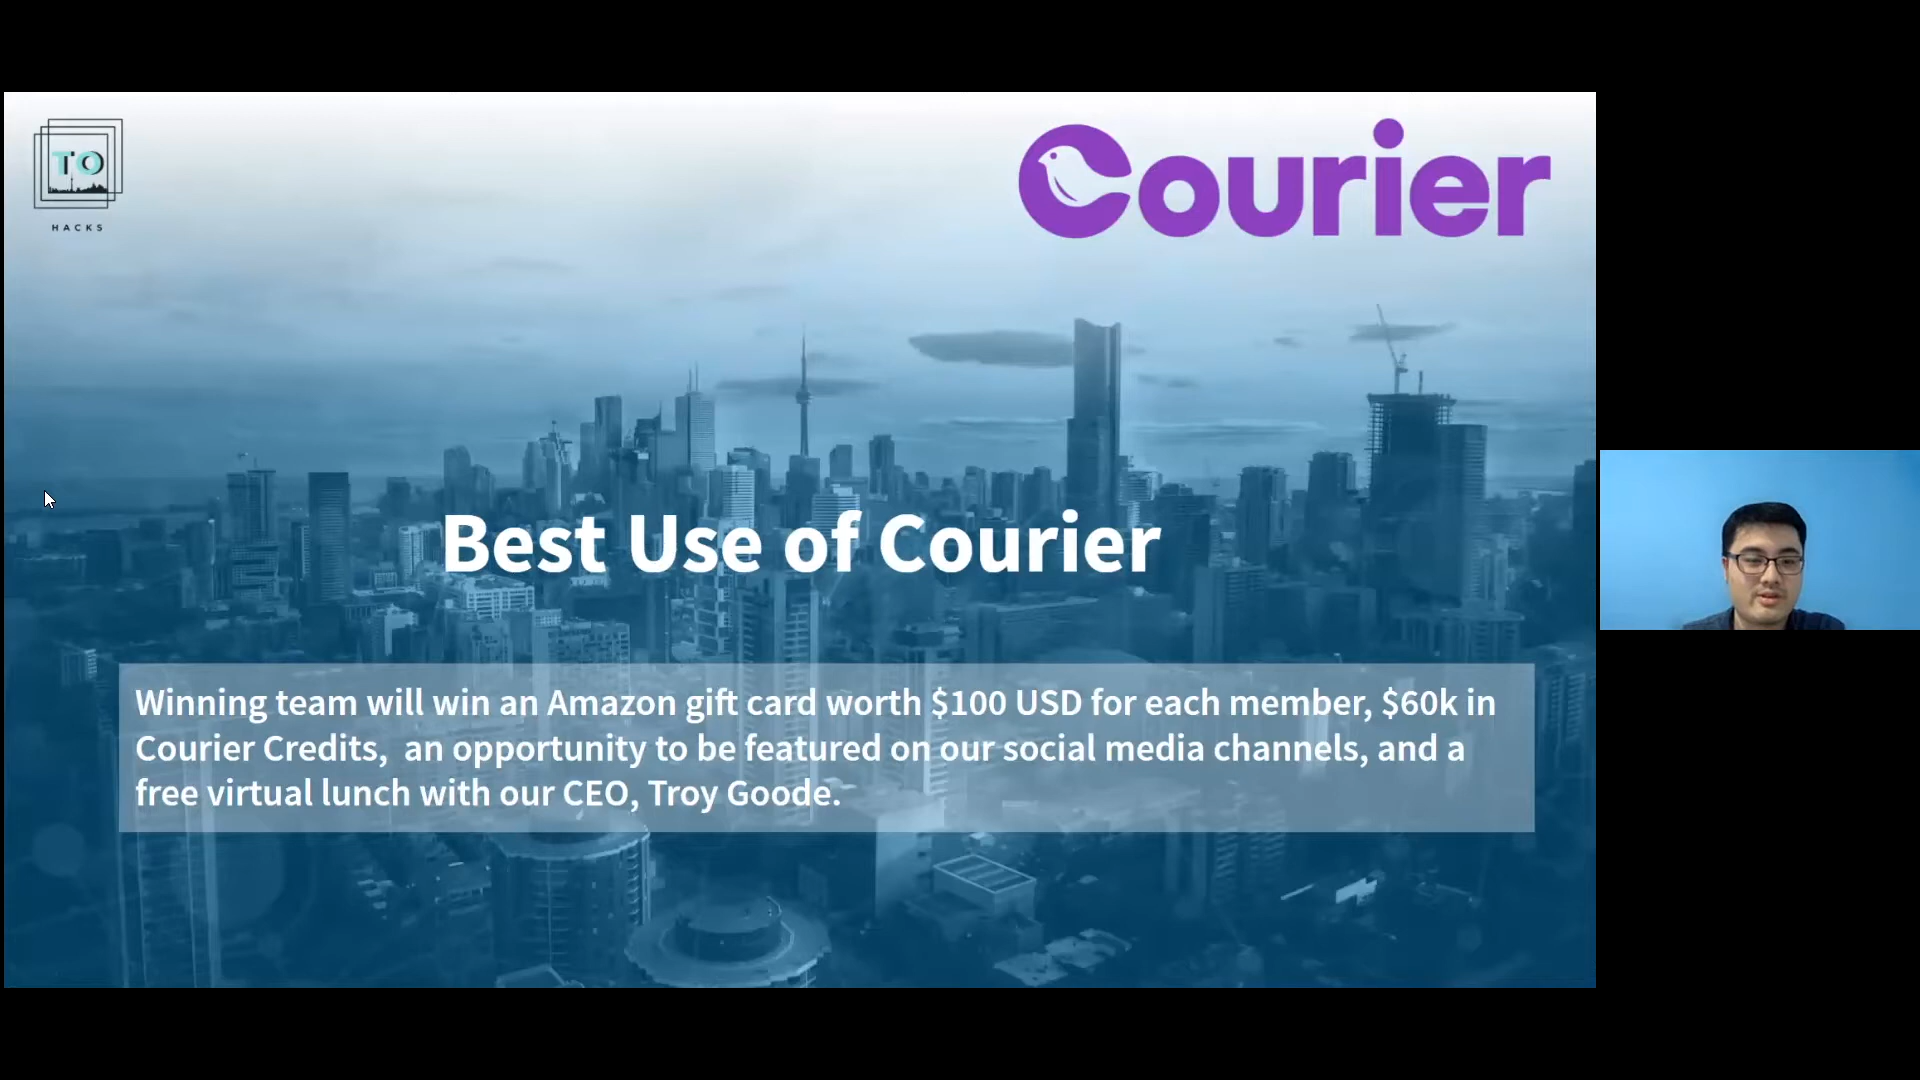 TO
HACKS
Courier
Best Use of Courier
Winning team will win an Amazon gift card worth $100 USD for each member, $60k in
Courier Credits,  an opportunity to be featured on our social media channels, and a
free virtual lunch with our CEO, Troy Goode.